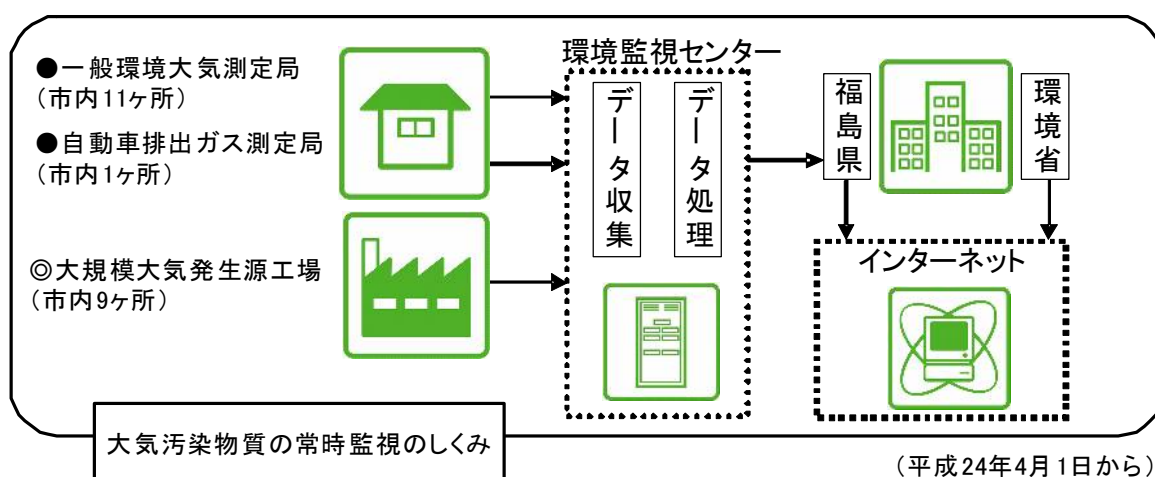 ●一般環境大気測定局
(市内11ヶ所)
●自動車排出ガス測定局
(市内1ヶ所)
◎大規模大気発生源工場
(市内9ヶ所)
環境監視センター
データ収集
データ処理
福島県
環境省
インターネット
大気汚染物質の常時監視のしくみ
(平成24年4月1日から)